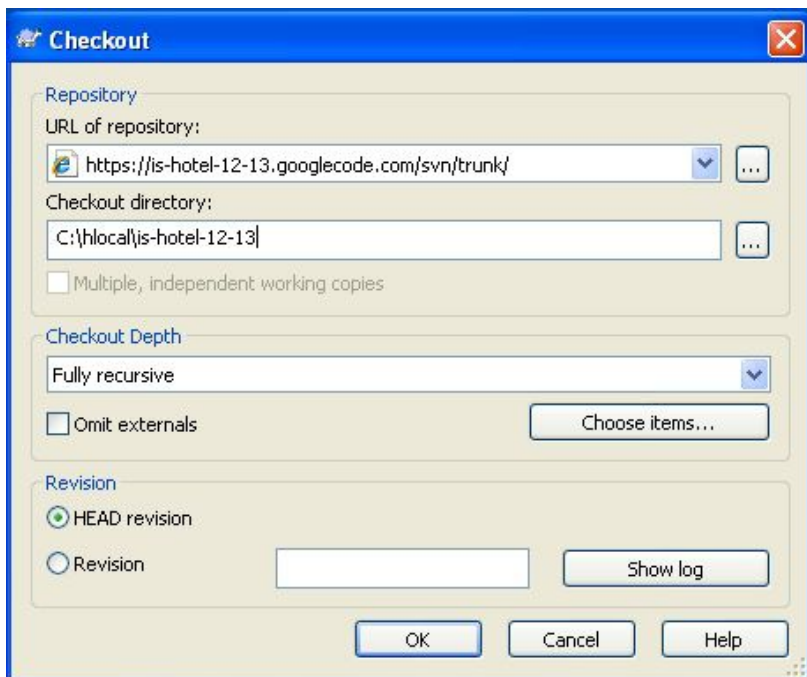 Checkout
Repository
URL of repository:
https://is-hotel-12-13.googlecode.com/svn/trunk/
...
Checkout directory:
C:\hlocal\is-hotel-12-13
...
Multiple, independent working copies
Checkout Depth
Fully recursive
Omit externals
Choose items...
Revision
HEAD revision
Revision
Show log
OK
Cancel
Help